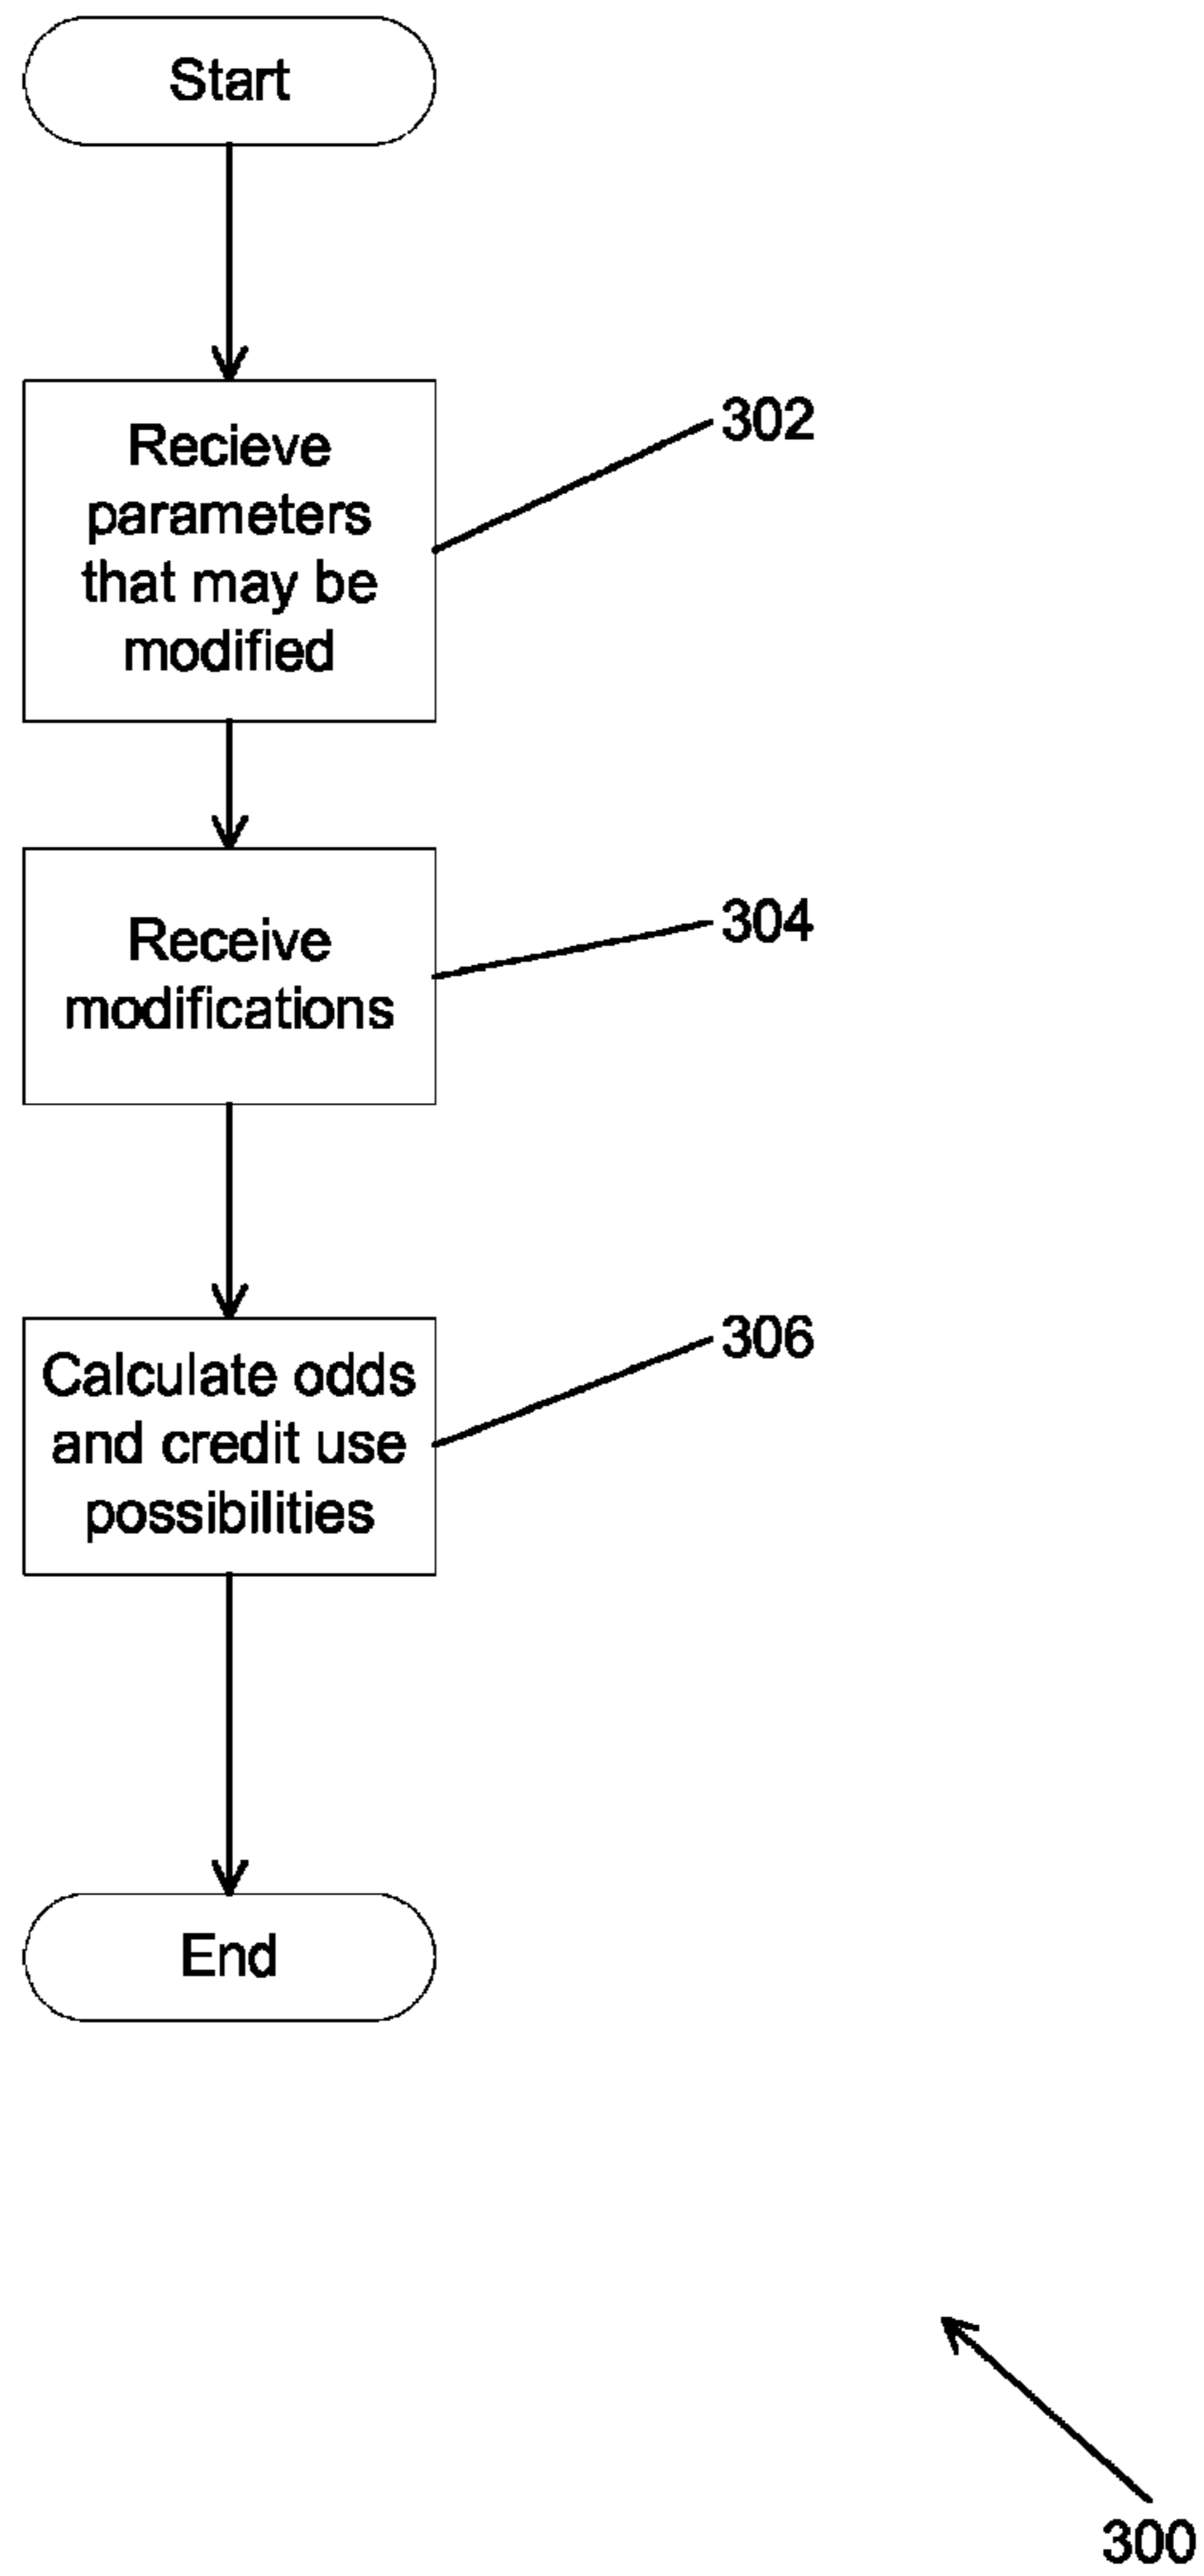 Start
Recieve
parameters
that may be
modified
302
Receive
modifications
304
Calculate odds
and credit use
possibilities
306
End
300